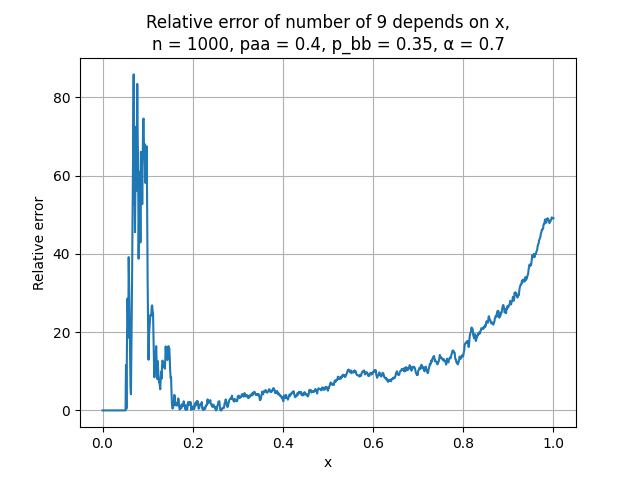 Relative error of number of 9 depends on x,
n = 1000, paa = 0.4, p_bb = 0.35, α = 0.7
80
60
40
20
0
Relative error
0.0 0.2 0.4 0.6 0.8 1.0
x